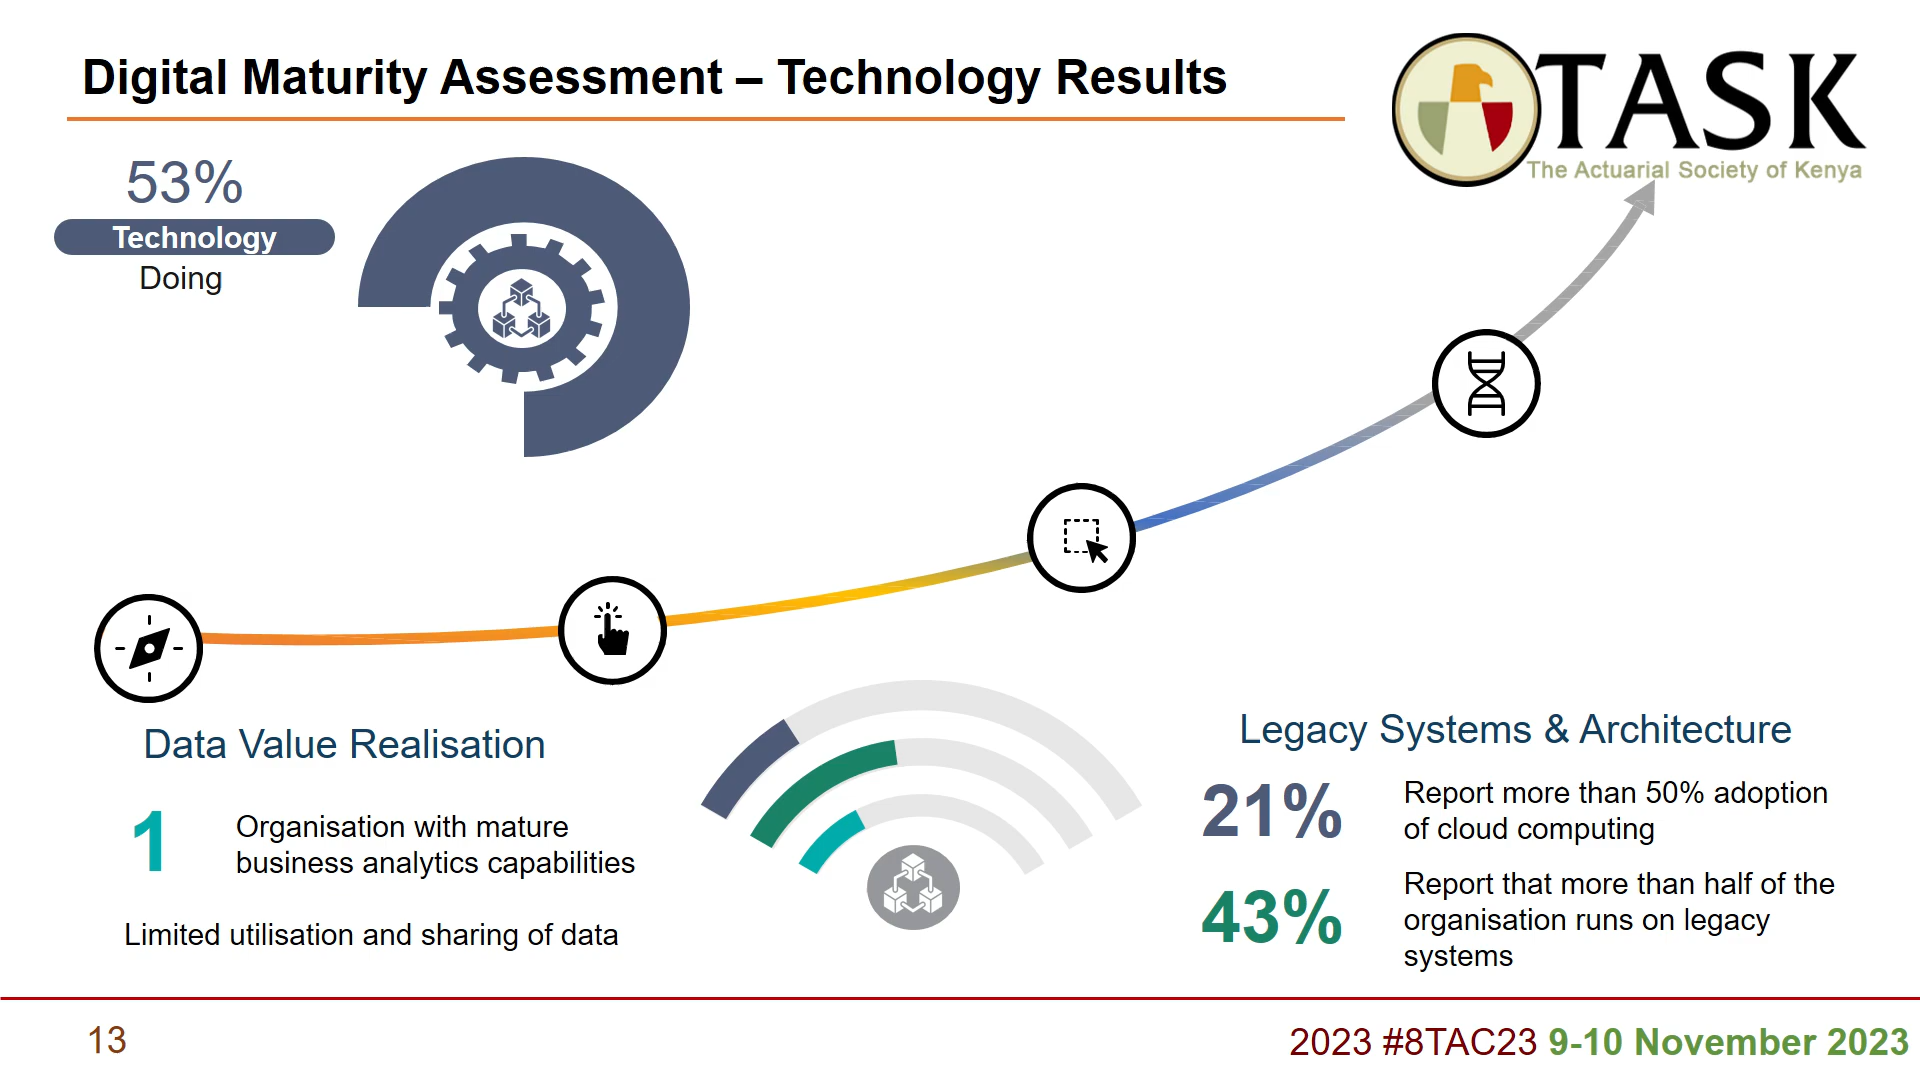 Digital Maturity Assessment – Technology Results
TASK
The Actuarial Society of Kenya
53%
Technology
Doing
Data Value Realisation
1
Organisation with mature
business analytics capabilities
Limited utilisation and sharing of data
Legacy Systems & Architecture
21%
Report more than 50% adoption
of cloud computing
43%
Report that more than half of the
organisation runs on legacy
systems
13
2023 #8TAC23 9-10 November 2023